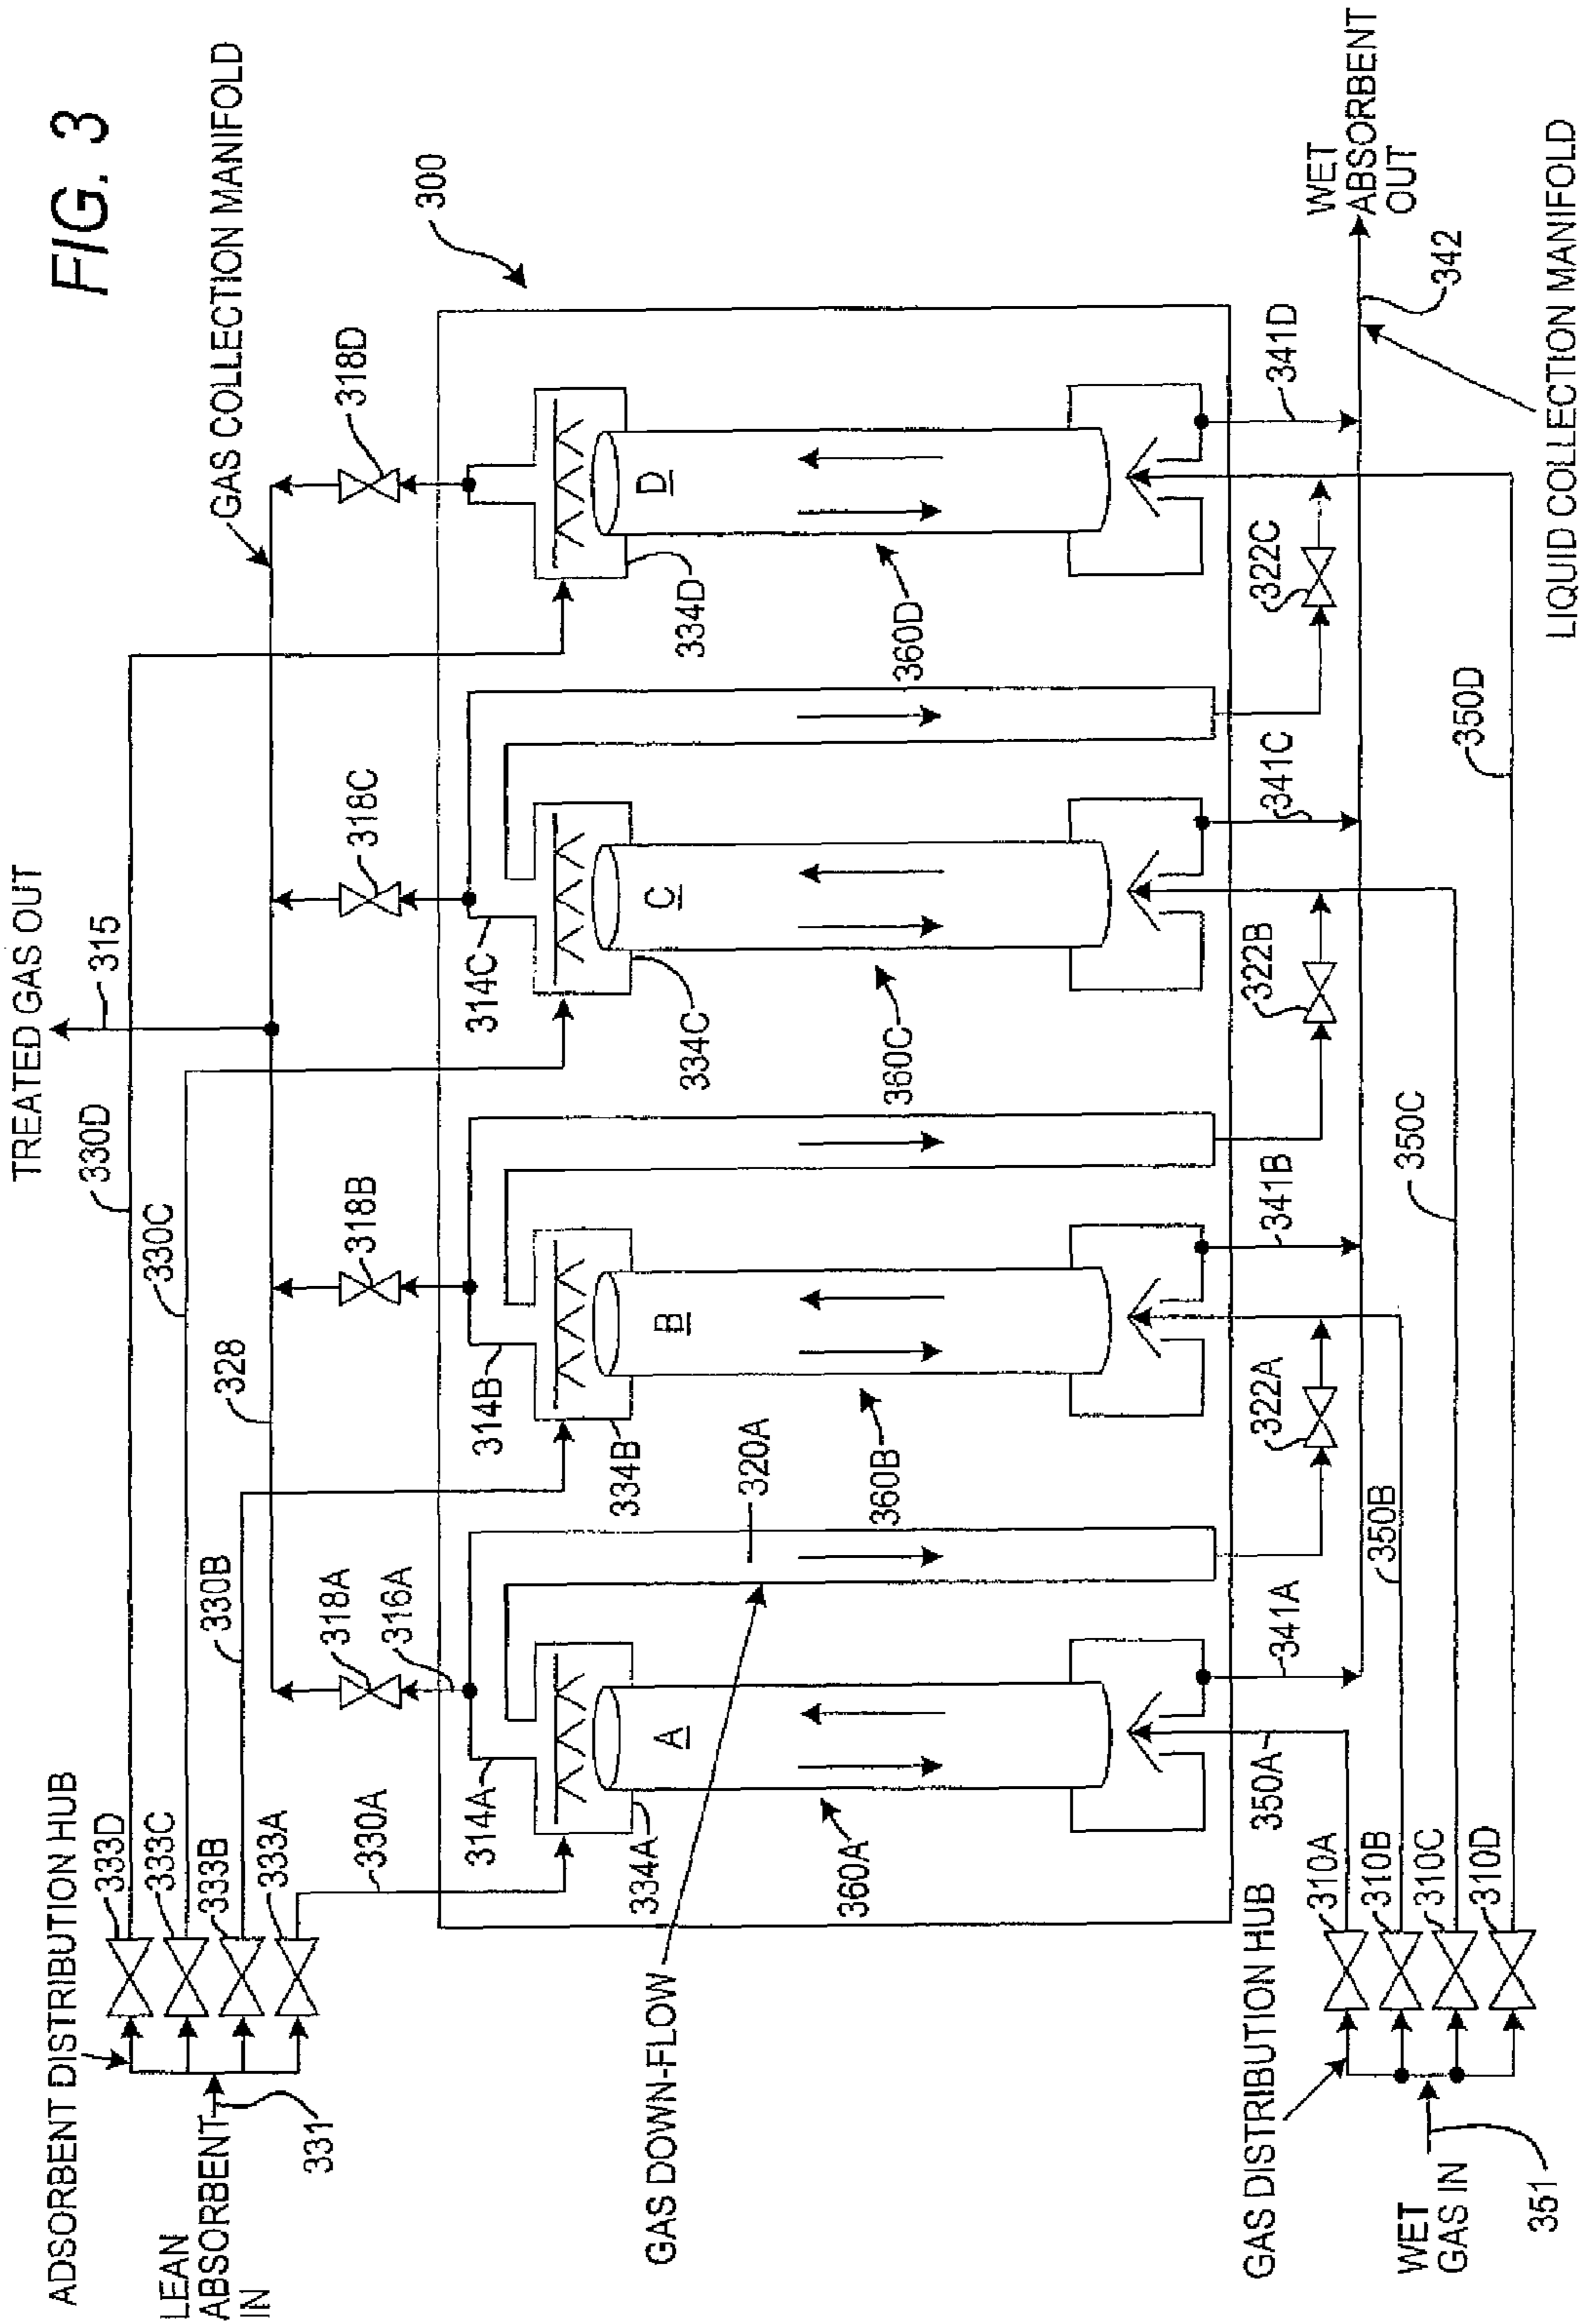 FIG. 3
TREATED GAS OUT
315
GAS COLLECTION MANIFOLD
300
ADSORBENT DISTRIBUTION HUB
LEAN
ABSORBENT
IN
331
333D
333C
333B
333A
330D
330C
330B
330A
328
318A
316A
318B
318C
318D
314A
314B
314C
334A
334B
334C
334D
A
B
C
D
320A
360A
360B
360C
360D
GAS DOWN-FLOW
GAS DISTRIBUTION HUB
WET
GAS IN
351
310A
310B
310C
310D
350A
350B
350C
350D
341A
341B
341C
341D
322A
322B
322C
342
WET
ABSORBENT
OUT
LIQUID COLLECTION MANIFOLD